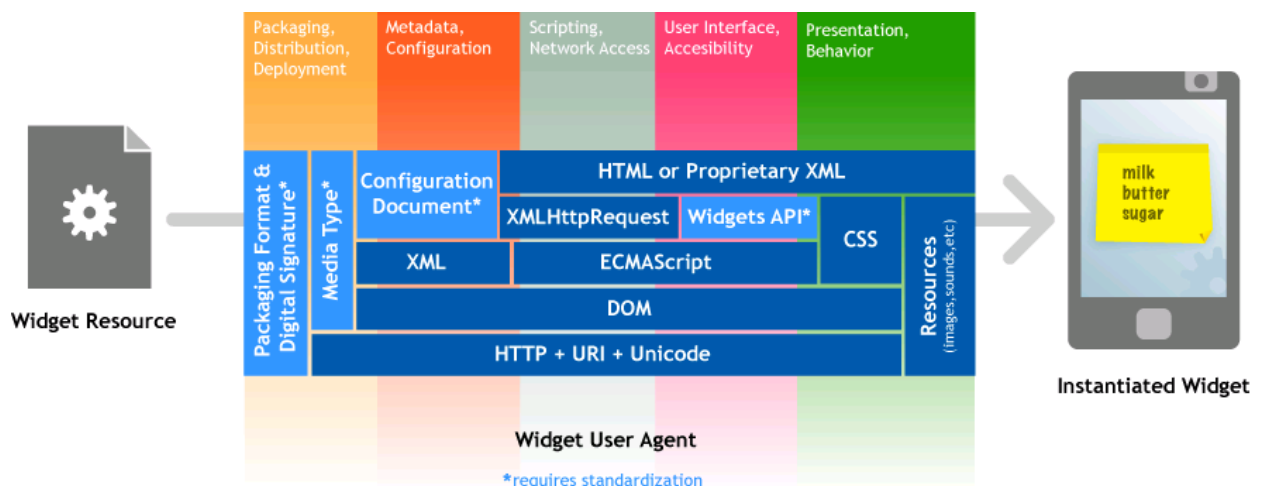 Packaging,
Distribution,
Deployment
Metadata,
Configuration
Scripting,
Network Access
User Interface,
Accesibility
Presentation,
Behavior
Widget Resource
Packaging Format &
Digital Signature*
Media Type*
Configuration
Document*
HTML or Proprietary XML
XMLHttpRequest
Widgets API*
CSS
Resources
(images,sounds,etc)
XML
ECMAScript
DOM
HTTP + URI + Unicode
milk
butter
sugar
Instantiated Widget
Widget User Agent
*requires standardization